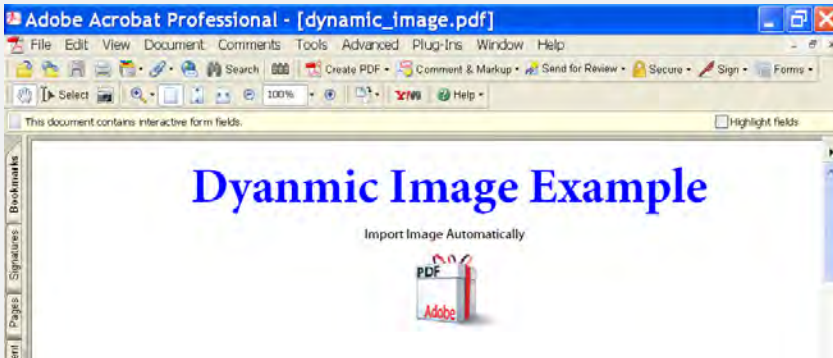 Adobe Acrobat Professional - [dynamic_image.pdf]
File Edit View Document Comments Tools Advanced Plug-Ins Window Help
Search Create PDF Comment & Markup Send for Review Secure Sign Forms
Select 100% Help
This document contains interactive form fields. Highlight fields
Bookmarks
Signatures
Pages
Dyanmic Image Example
Import Image Automatically
PDF
Adobe